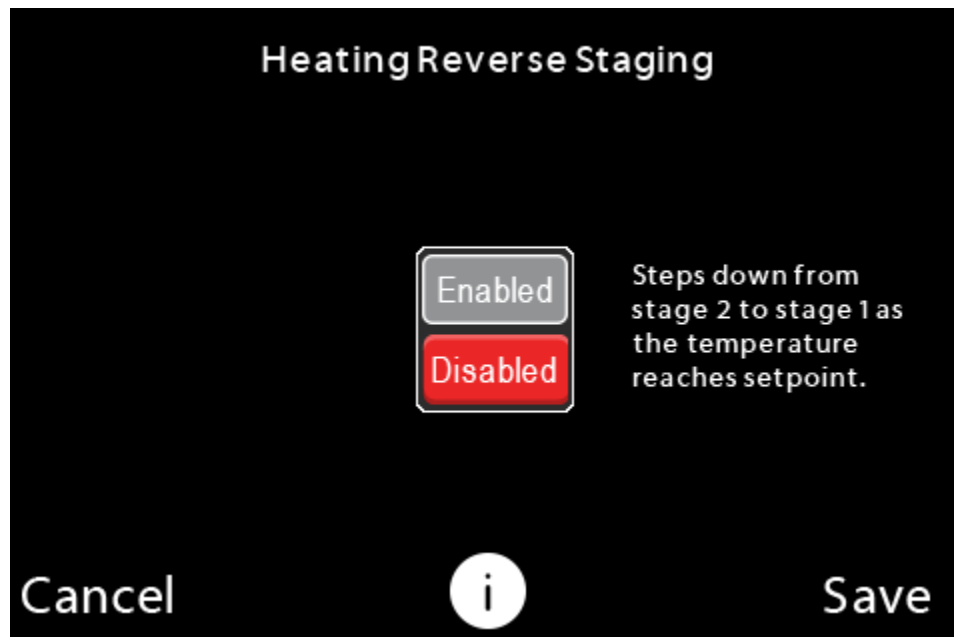 Heating Reverse Staging
Enabled
Disabled
Steps down from
stage 2 to stage 1 as
the temperature
reaches setpoint.
Cancel
i
Save